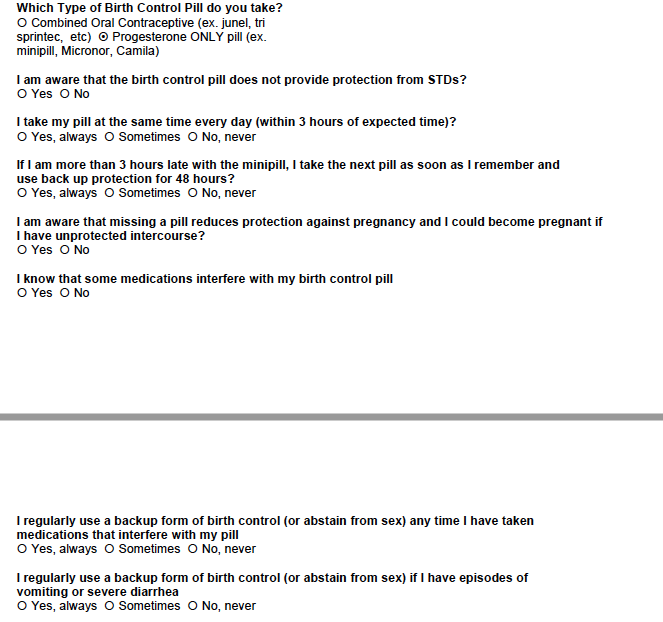 Which Type of Birth Control Pill do you take?
O Combined Oral Contraceptive (ex. junel, tri
sprintec, etc) ⊙ Progesterone ONLY pill (ex.
minipill, Micronor, Camila)
I am aware that the birth control pill does not provide protection from STDs?
O Yes O No
I take my pill at the same time every day (within 3 hours of expected time)?
O Yes, always O Sometimes O No, never
If I am more than 3 hours late with the minipill, I take the next pill as soon as I remember and
use back up protection for 48 hours?
O Yes, always O Sometimes O No, never
I am aware that missing a pill reduces protection against pregnancy and I could become pregnant if
I have unprotected intercourse?
O Yes O No
I know that some medications interfere with my birth control pill
O Yes O No
I regularly use a backup form of birth control (or abstain from sex) any time I have taken
medications that interfere with my pill
O Yes, always O Sometimes O No, never
I regularly use a backup form of birth control (or abstain from sex) if I have episodes of
vomiting or severe diarrhea
O Yes, always O Sometimes O No, never